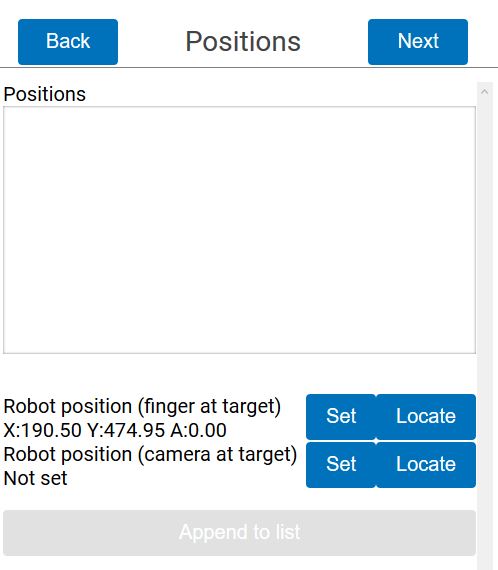 Back Positions Next
Positions
Robot position (finger at target)
Set Locate
X:190.50 Y:474.95 A:0.00
Robot position (camera at target)
Set Locate
Not set
Append to list